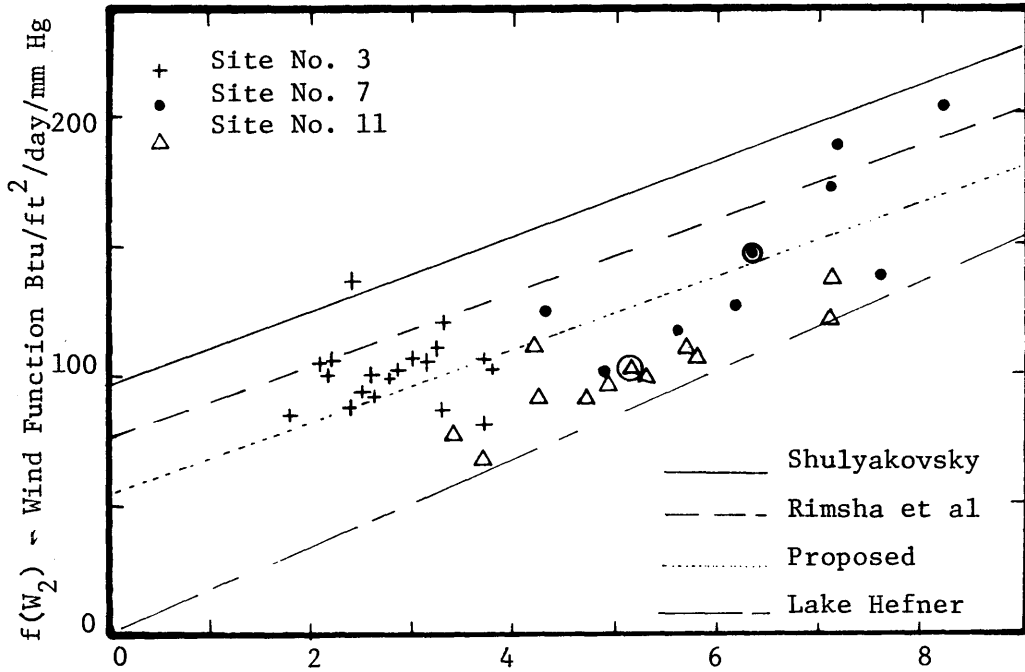 f(W2) ~ Wind Function Btu/ft2/day/mm Hg
+ Site No. 3
• Site No. 7
△ Site No. 11
200
100
0
Shulyakovsky
Rimsha et al
Proposed
Lake Hefner
0 2 4 6 8